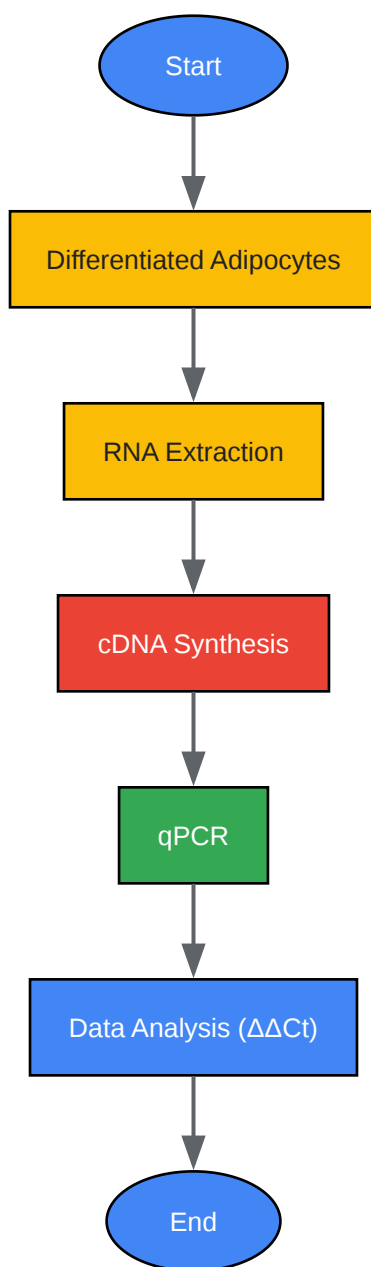 Start
Differentiated Adipocytes
RNA Extraction
cDNA Synthesis
qPCR
Data Analysis (ΔΔCt)
End